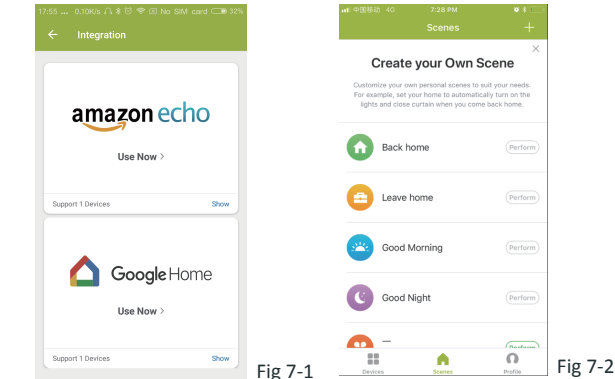 17:55 ... 0.10K/s No SIM card 32%
Integration
amazon echo
Use Now >
Support 1 Devices Show
Google Home
Use Now >
Support 1 Devices Show
Fig 7-1
中国移动 4G 7:28 PM
Scenes +
×
Create your Own Scene
Customize your own personal scenes to suit your needs.
For example, set your home to automatically turn on the
lights and close curtain when you come back home.
Back home Perform
Leave home Perform
Good Morning Perform
Good Night Perform
Perform
Devices Scenes Profile
Fig 7-2